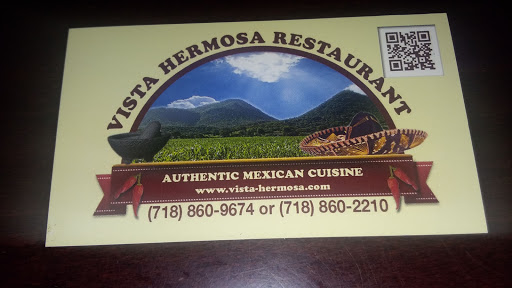 VISTA HERMOSA RESTAURANT
AUTHENTIC MEXICAN CUISINE
www.vista-hermosa.com
(718) 860-9674 or (718) 860-2210